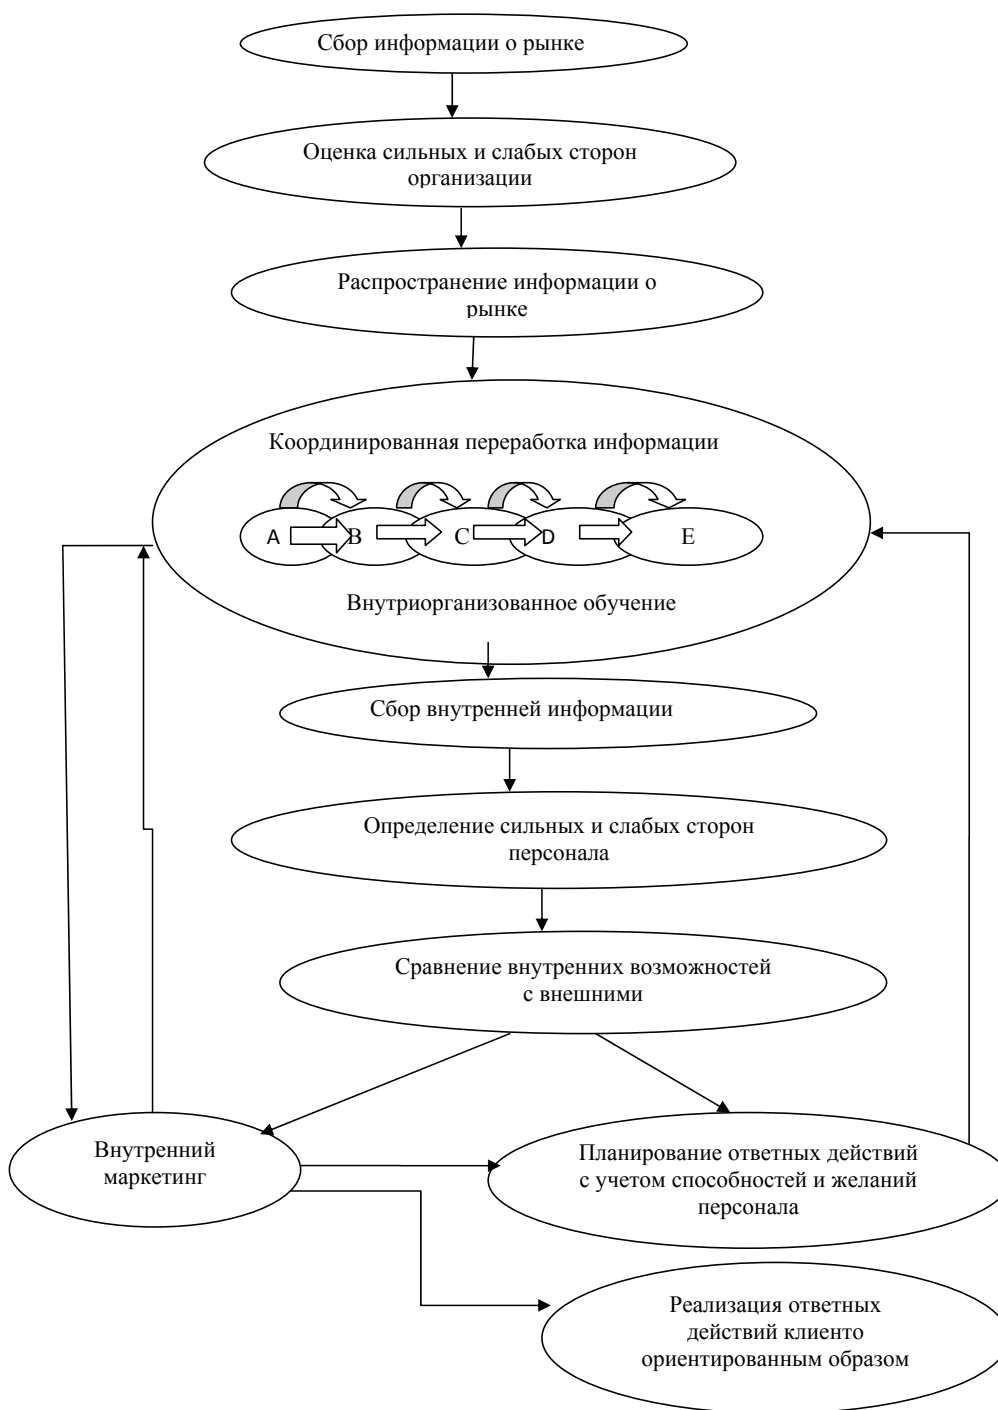 Сбор информации о рынке
Оценка сильных и слабых сторон
организации
Распространение информации о
рынке
Координированная переработка информации
A B C D E
Внутриорганизованное обучение
Сбор внутренней информации
Определение сильных и слабых сторон
персонала
Сравнение внутренних возможностей
с внешними
Внутренний
маркетинг
Планирование ответных действий
с учетом способностей и желаний
персонала
Реализация ответных
действий клиенто
ориентированным образом